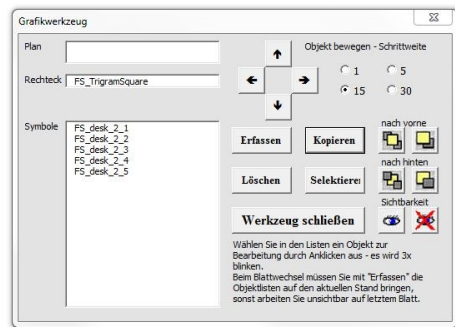 Grafikwerkzeug
Plan
Objekt bewegen - Schrittweite
1
5
Rechteck
FS_TrigramSquare
15
30
Symbole
FS_desk_2_1
FS_desk_2_2
FS_desk_2_3
FS_desk_2_4
FS_desk_2_5
nach vorne
Erfassen
Kopieren
nach hinten
Löschen
Selektieren
Sichtbarkeit
Werkzeug schließen
Wählen Sie in den Listen ein Objekt zur
Bearbeitung durch Anklicken aus - es wird 3x
blinken.
Beim Blattwechsel müssen Sie mit "Erfassen" die
Objektlisten auf den aktuellen Stand bringen,
sonst arbeiten Sie unsichtbar auf letztem Blatt.